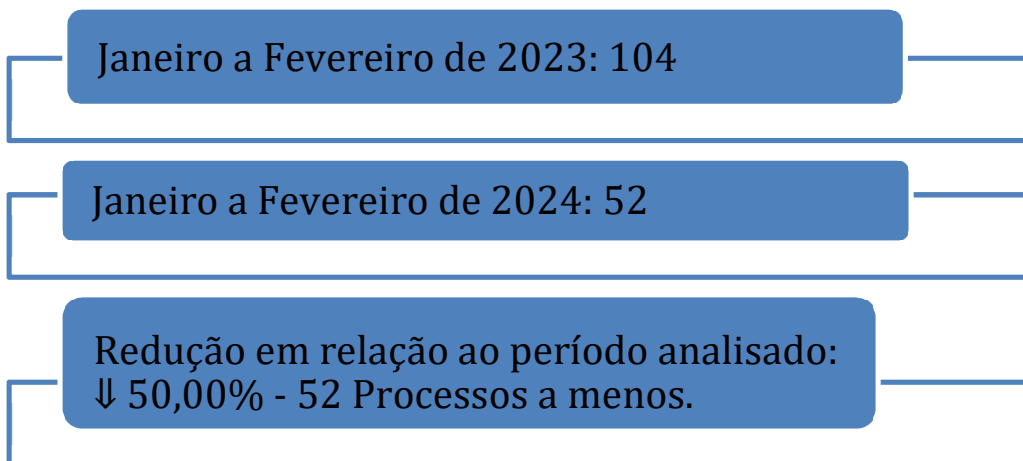 Janeiro a Fevereiro de 2023: 104
Janeiro a Fevereiro de 2024: 52
Redução em relação ao período analisado:
⇓ 50,00% - 52 Processos a menos.